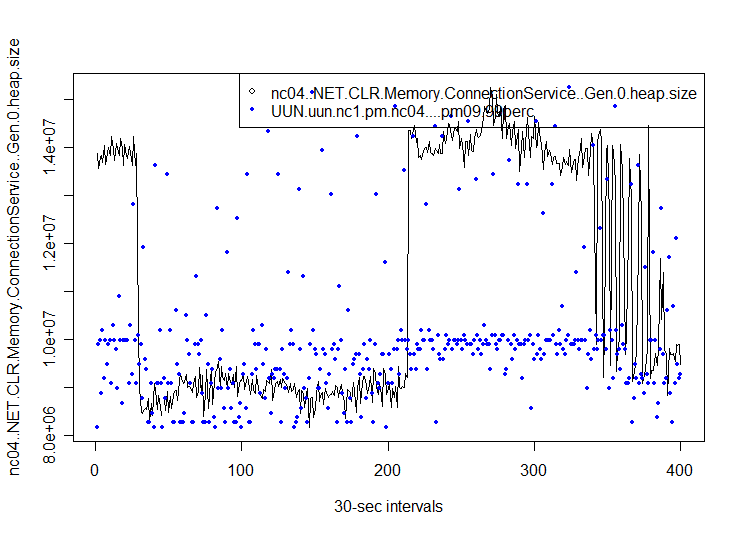 nc04..NET.CLR.Memory.ConnectionService..Gen.0.heap.size
nc04..NET.CLR.Memory.ConnectionService..Gen.0.heap.size
UUN.uun.nc1.pm.nc04....pm09.99perc
1.4e+07
1.2e+07
1.0e+07
8.0e+06
0 100 200 300 400
30-sec intervals